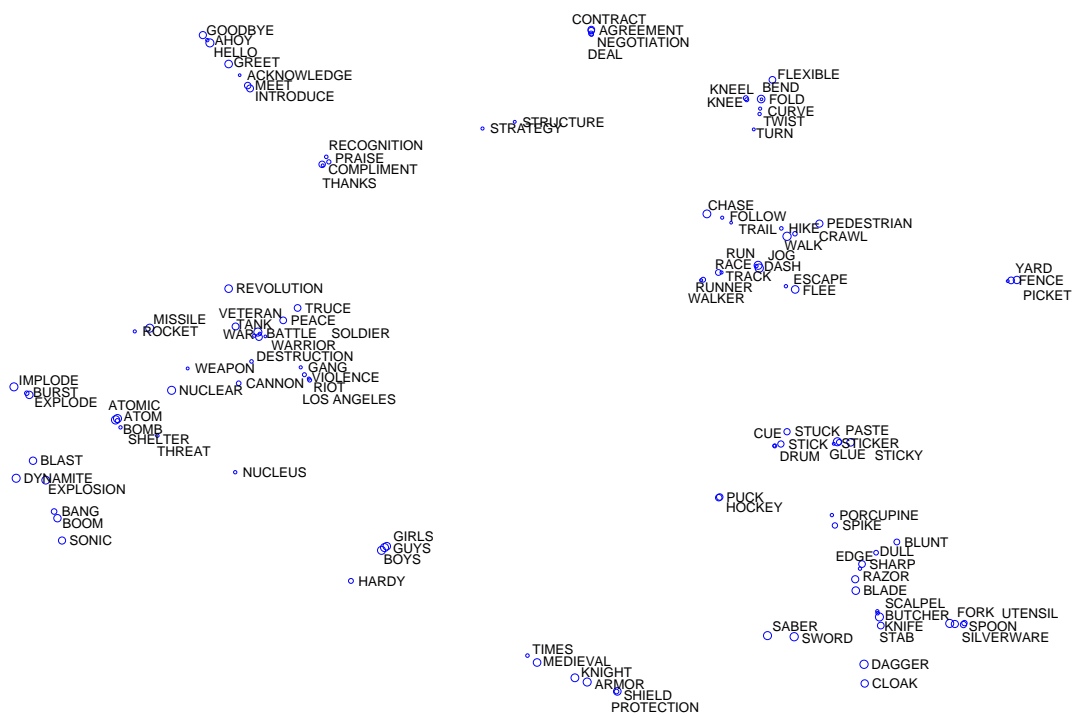 CONTRACT
GOODBYE
AGREEMENT
AHOY
NEGOTIATION
HELLO
DEAL
GREET
ACKNOWLEDGE
FLEXIBLE
MEET
BEND
KNEEL
INTRODUCE
KNEE
FOLD
CURVE
STRUCTURE
TWIST
STRATEGY
TURN
RECOGNITION
PRAISE
COMPLIMENT
THANKS
CHASE
FOLLOW
PEDESTRIAN
TRAIL
HIKE
CRAWL
WALK
RUN
JOG
RACE
DASH
YARD
TRACK
ESCAPE
FENCE
RUNNER
FLEE
PICKET
WALKER
REVOLUTION
TRUCE
VETERAN
MISSILE
PEACE
TANK
ROCKET
WAR
BATTLE
SOLDIER
WARRIOR
DESTRUCTION
WEAPON
GANG
VIOLENCE
IMPLODE
CANNON
RIOT
BURST
NUCLEAR
LOS ANGELES
EXPLODE
ATOMIC
ATOM
BOMB
SHELTER
THREAT
CUE
STUCK
PASTE
STICK
STICKER
DRUM
GLUE
STICKY
BLAST
NUCLEUS
DYNAMITE
EXPLOSION
PUCK
HOCKEY
BANG
BOOM
PORCUPINE
SPIKE
SONIC
GIRLS
GUYS
BOYS
BLUNT
DULL
EDGE
SHARP
HARDY
RAZOR
BLADE
SCALPEL
BUTCHER
FORK
UTENSIL
SABER
KNIFE
SPOON
SWORD
STAB
SILVERWARE
TIMES
MEDIEVAL
DAGGER
KNIGHT
ARMOR
CLOAK
SHIELD
PROTECTION